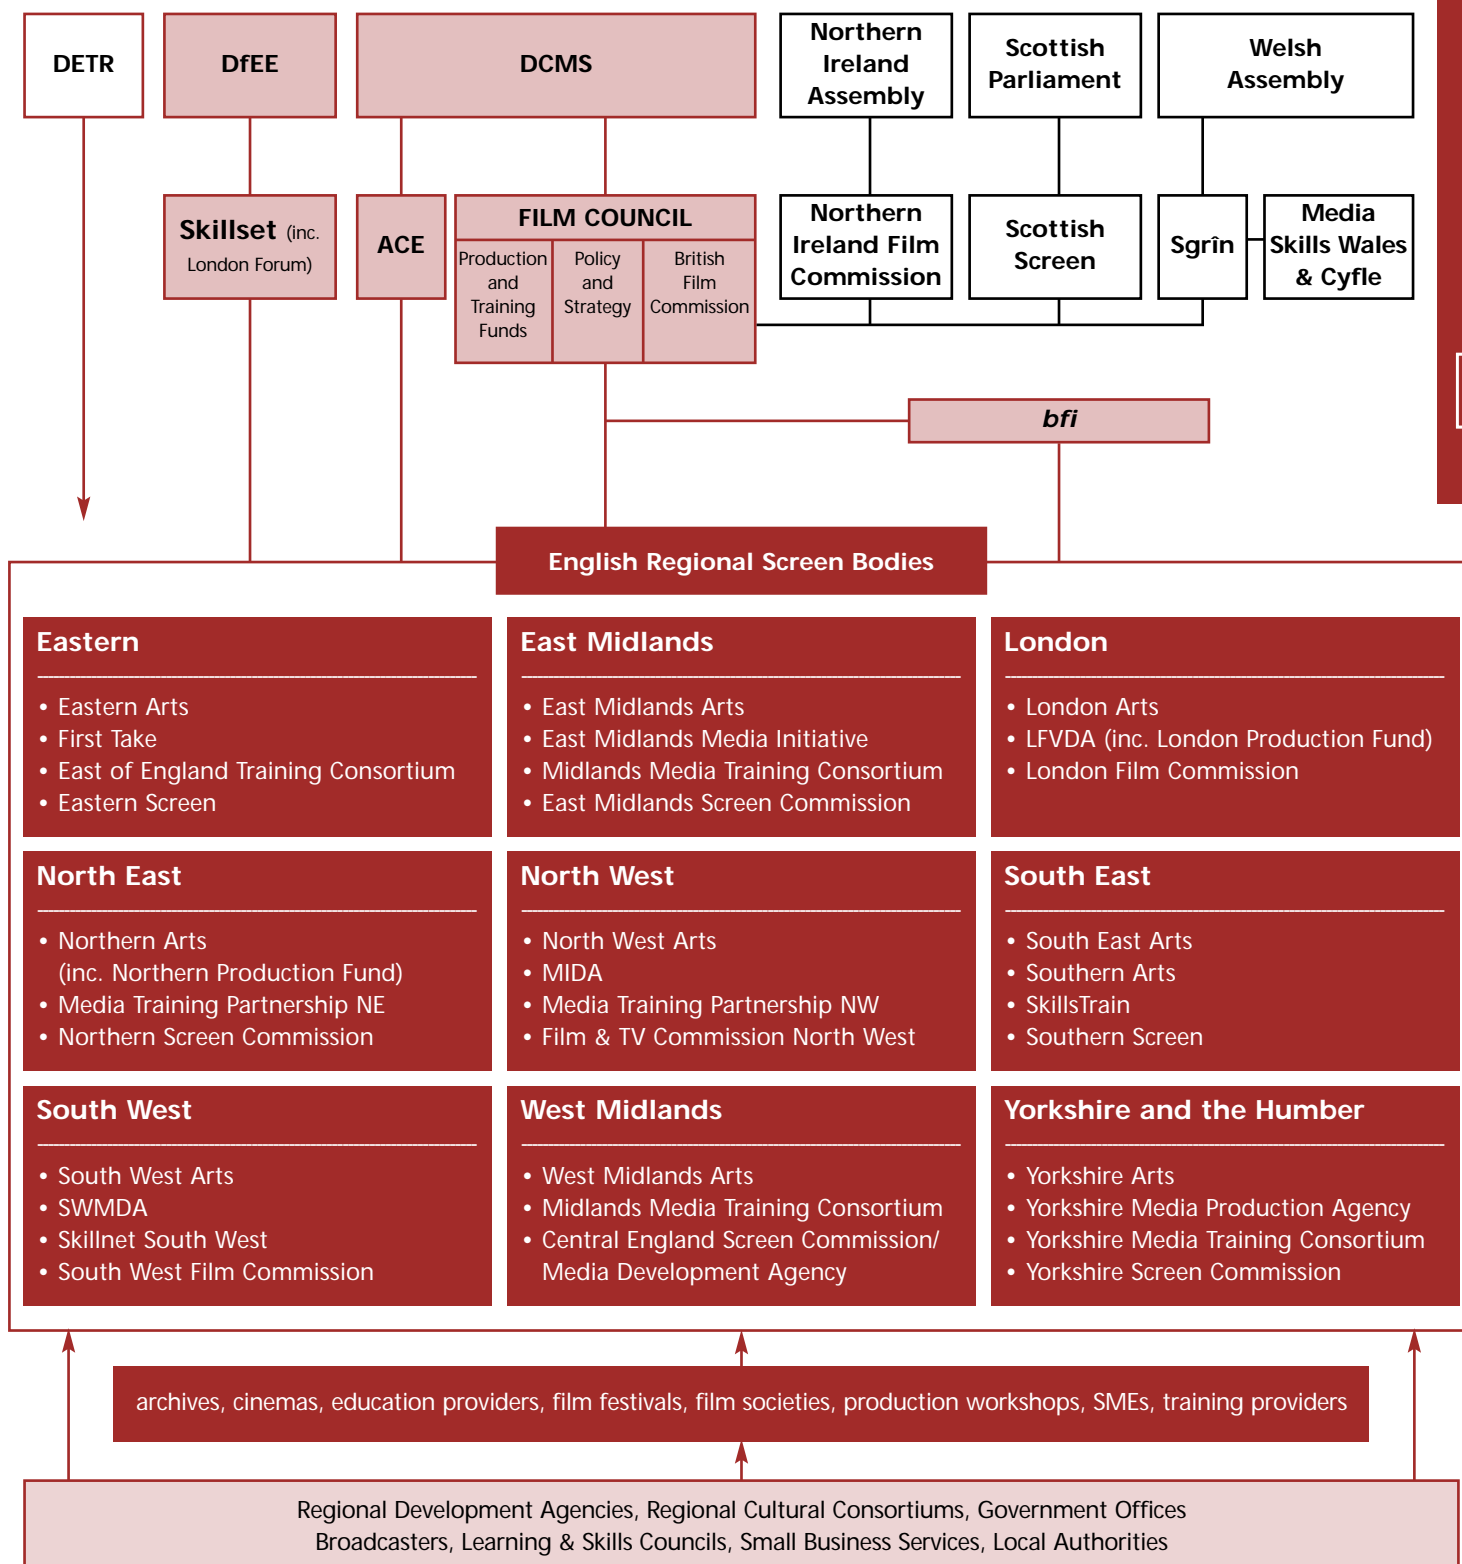 DETR
DfEE
DCMS
Northern
Ireland
Assembly
Scottish
Parliament
Welsh
Assembly
Skillset (inc.
London Forum)
ACE
FILM COUNCIL
Production
and
Training
Funds
Policy
and
Strategy
British
Film
Commission
Northern
Ireland Film
Commission
Scottish
Screen
Sgrîn
Media
Skills Wales
& Cyfle
bfi
English Regional Screen Bodies
Eastern
• Eastern Arts
• First Take
• East of England Training Consortium
• Eastern Screen
East Midlands
• East Midlands Arts
• East Midlands Media Initiative
• Midlands Media Training Consortium
• East Midlands Screen Commission
London
• London Arts
• LFVDA (inc. London Production Fund)
• London Film Commission
North East
• Northern Arts
(inc. Northern Production Fund)
• Media Training Partnership NE
• Northern Screen Commission
North West
• North West Arts
• MIDA
• Media Training Partnership NW
• Film & TV Commission North West
South East
• South East Arts
• Southern Arts
• SkillsTrain
• Southern Screen
South West
• South West Arts
• SWMDA
• Skillnet South West
• South West Film Commission
West Midlands
• West Midlands Arts
• Midlands Media Training Consortium
• Central England Screen Commission/
Media Development Agency
Yorkshire and the Humber
• Yorkshire Arts
• Yorkshire Media Production Agency
• Yorkshire Media Training Consortium
• Yorkshire Screen Commission
archives, cinemas, education providers, film festivals, film societies, production workshops, SMEs, training providers
Regional Development Agencies, Regional Cultural Consortiums, Government Offices
Broadcasters, Learning & Skills Councils, Small Business Services, Local Authorities